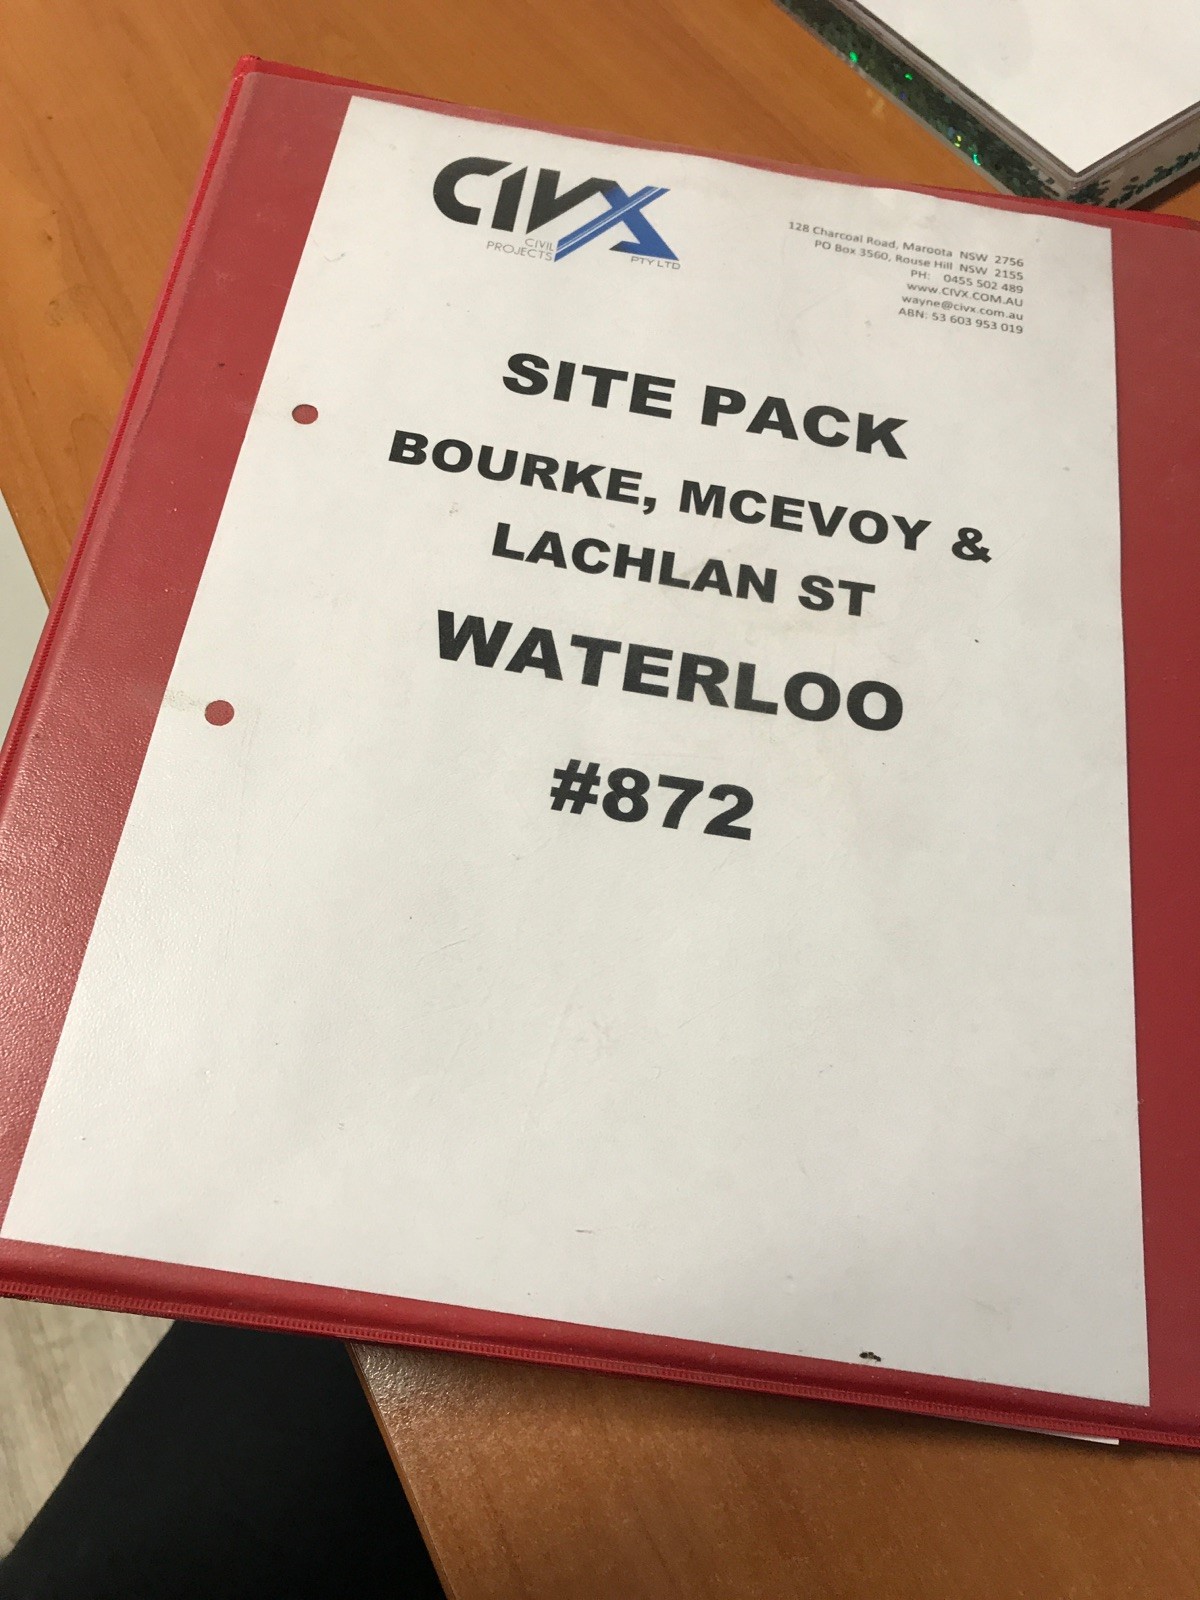 CIVX
CIVIL
PROJECTS
PTY LTD
128 Charcoal Road, Maroota NSW 2756
PO Box 3560, Rouse Hill NSW 2155
PH: 0455 502 489
www.CIVX.COM.AU
wayne@civx.com.au
ABN: 53 603 953 019
SITE PACK
BOURKE, MCEVOY &
LACHLAN ST
WATERLOO
#872